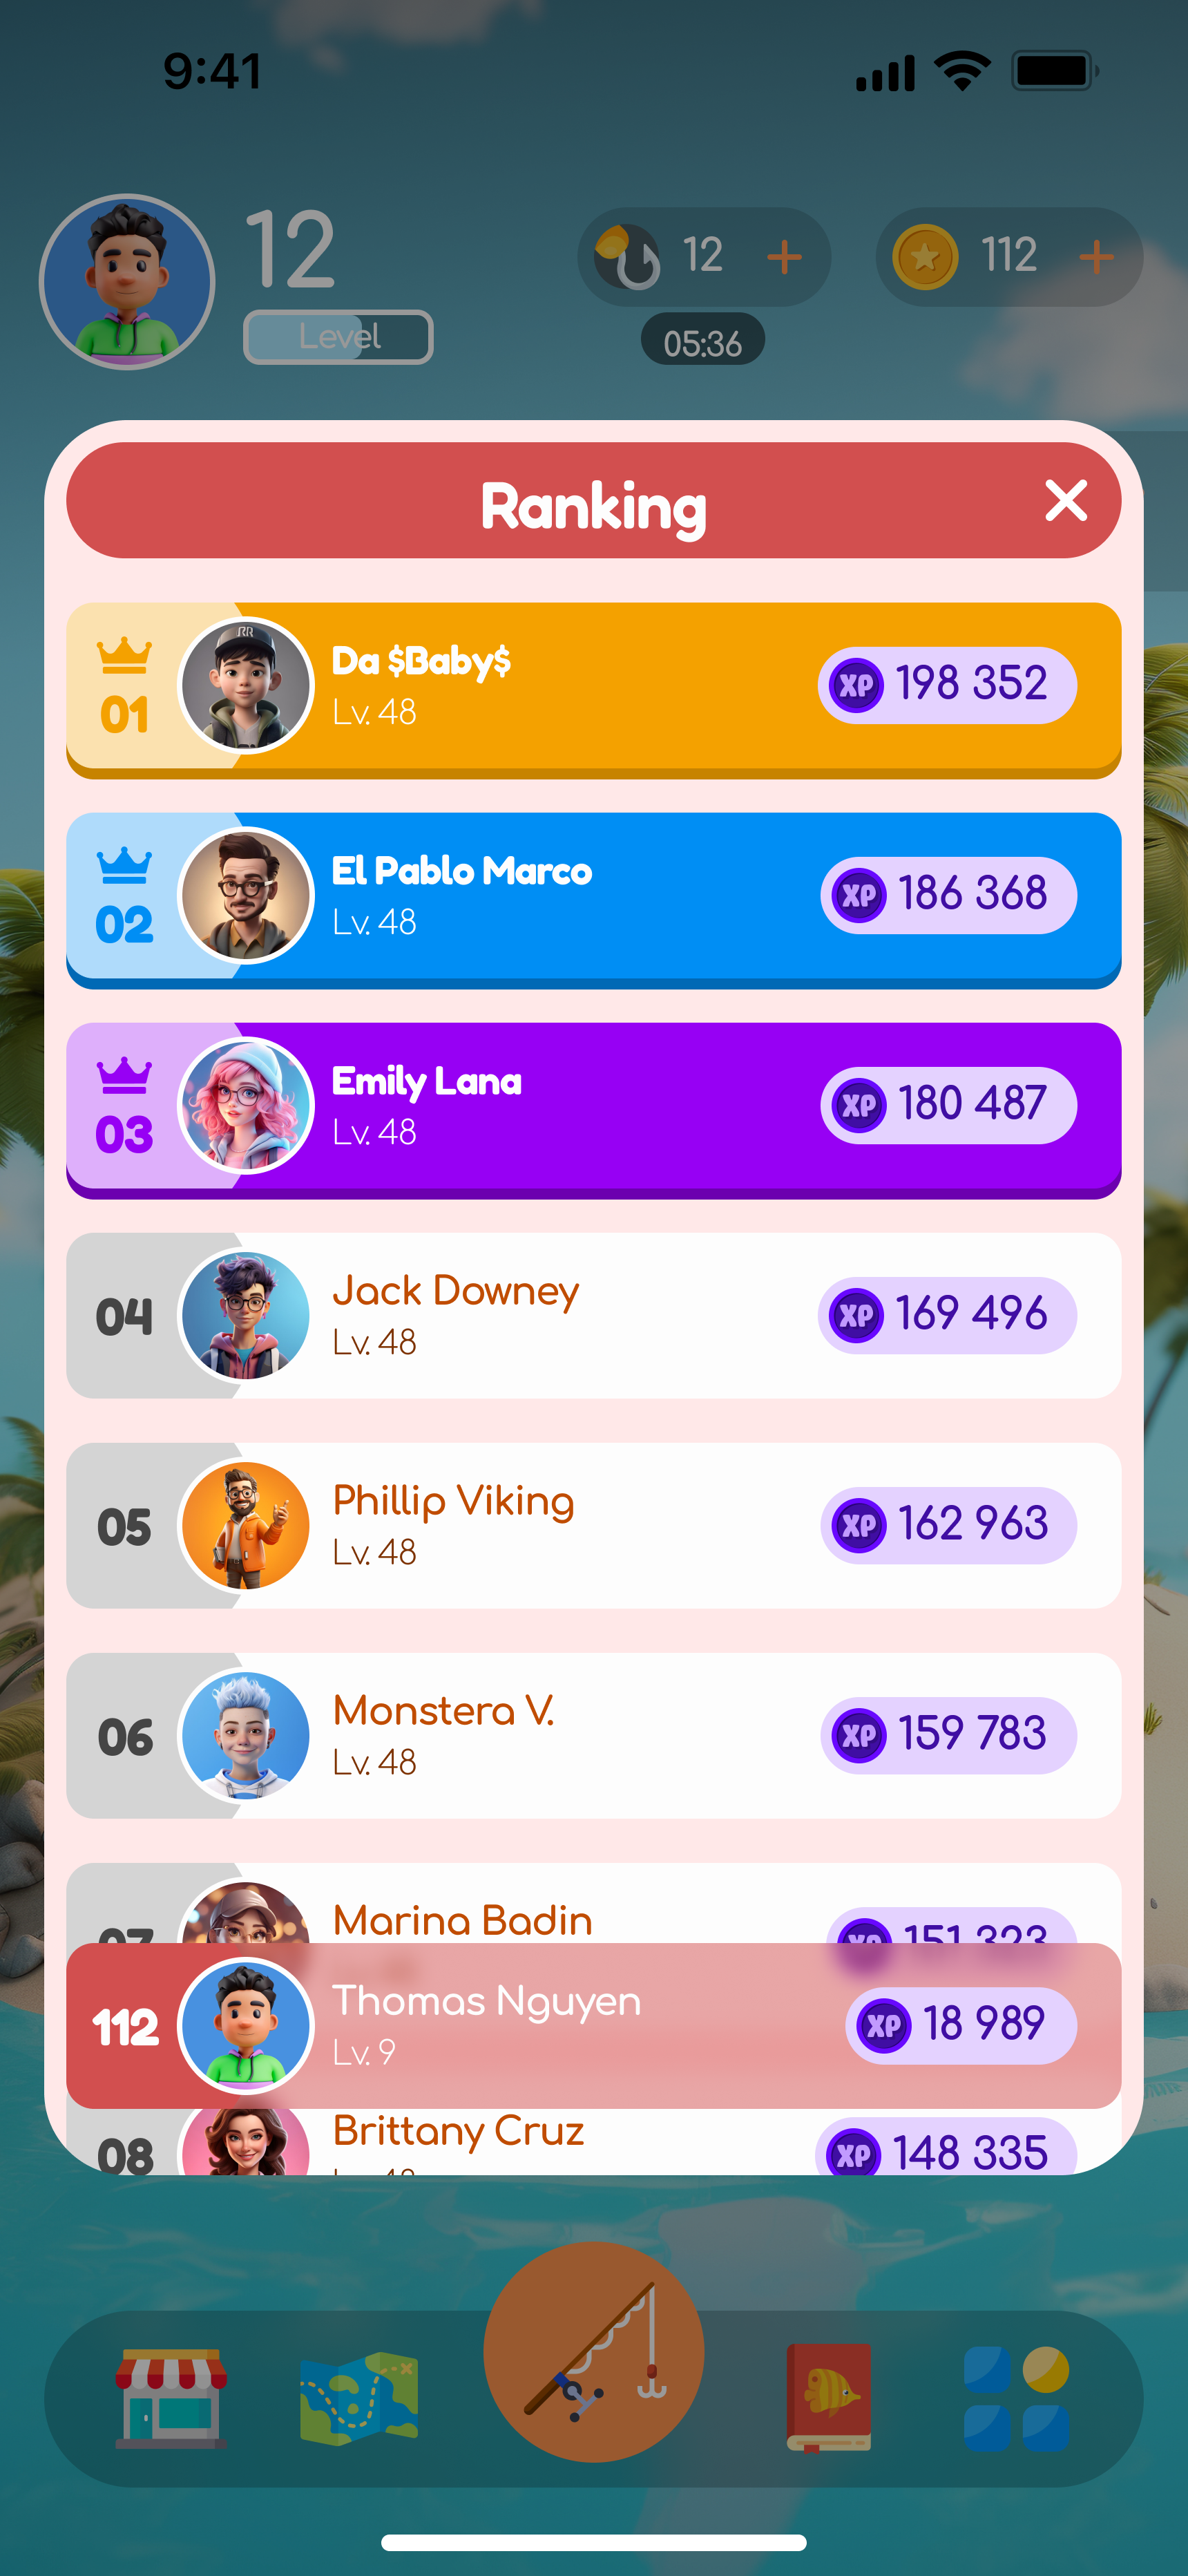 9:41
12
Level
12
05:36
112
Ranking
01
RR
Da $Baby$
Lv. 48
XP 198 352
02
El Pablo Marco
Lv. 48
XP 186 368
03
Emily Lana
Lv. 48
XP 180 487
04
Jack Downey
Lv. 48
XP 169 496
05
Phillip Viking
Lv. 48
XP 162 963
06
Monstera V.
Lv. 48
XP 159 783
07
Marina Badin
XP 151 323
112
Thomas Nguyen
Lv. 9
XP 18 989
08
Brittany Cruz
XP 148 335